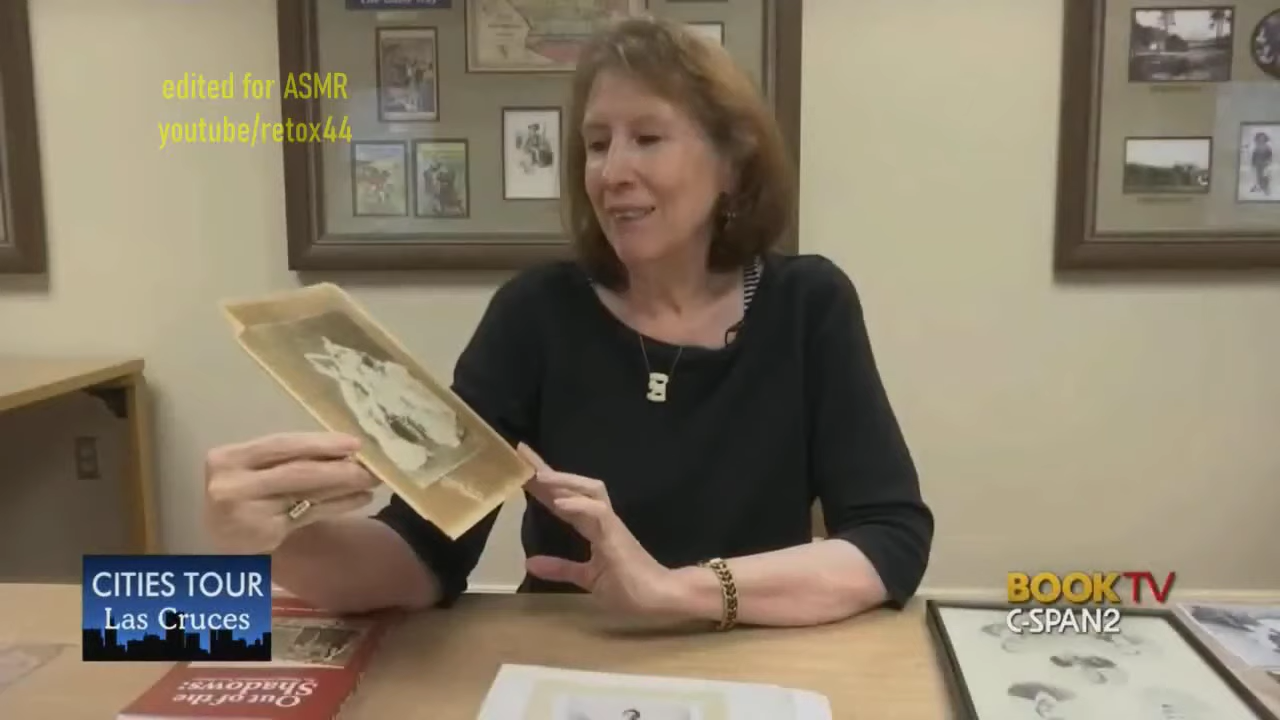 edited for ASMR
youtube/retox44
CITIES TOUR
Las Cruces
BOOK TV
C-SPAN2
Out of the
Shadows: